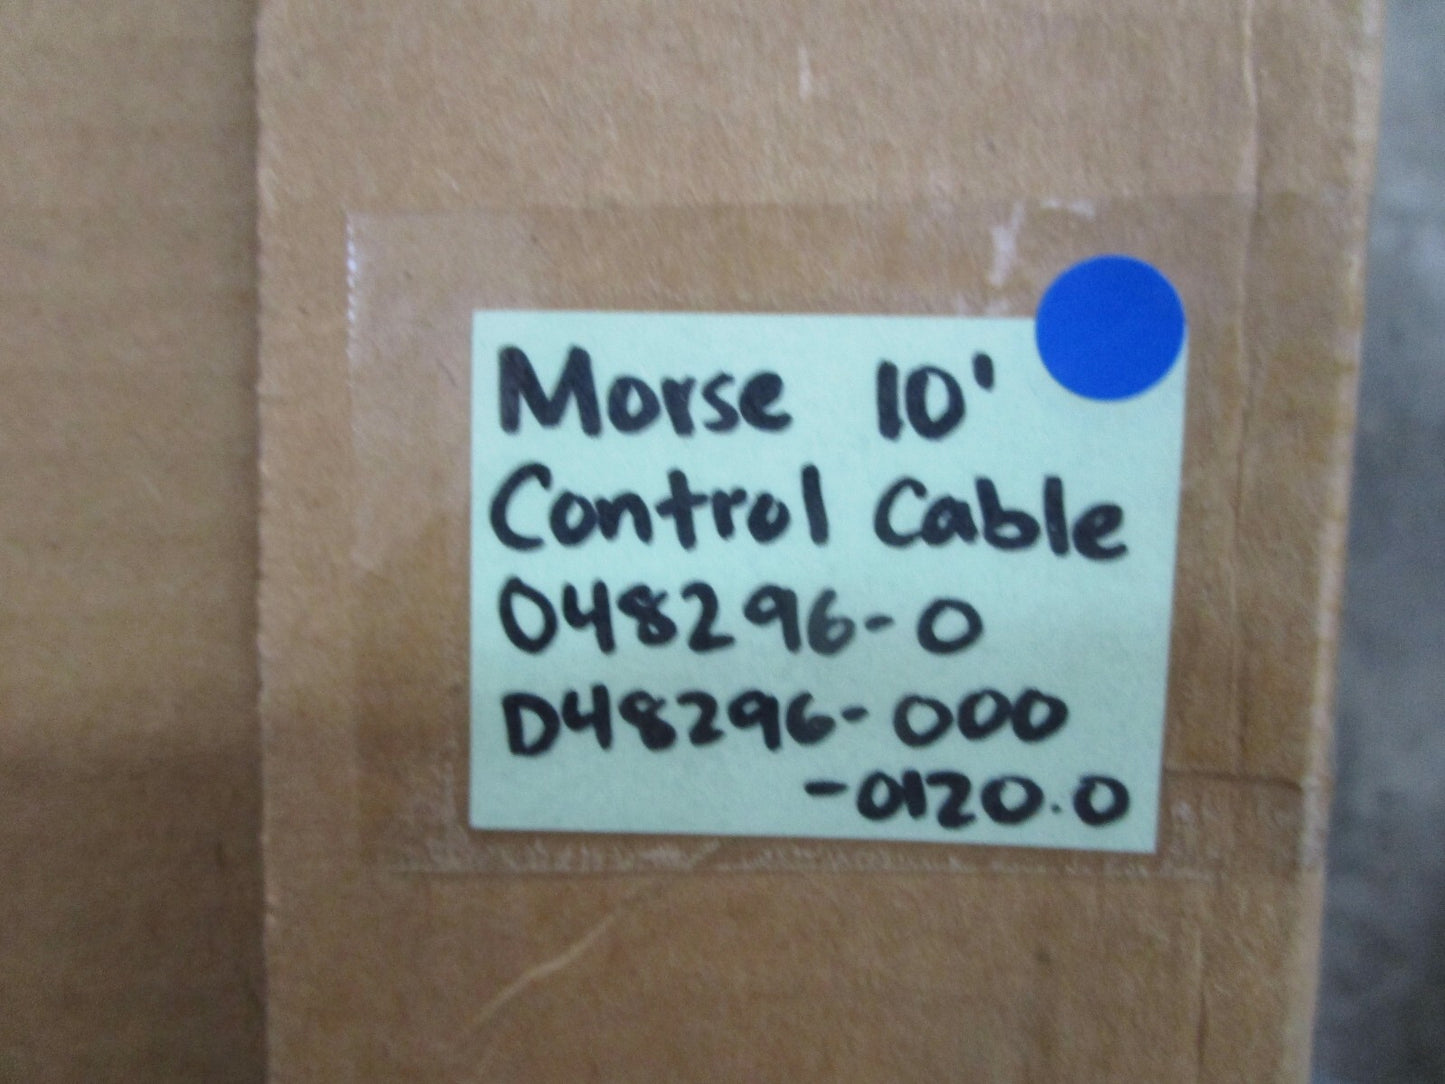 Morse 10'
Control Cable
048296-0
D48296-000
-0120.0